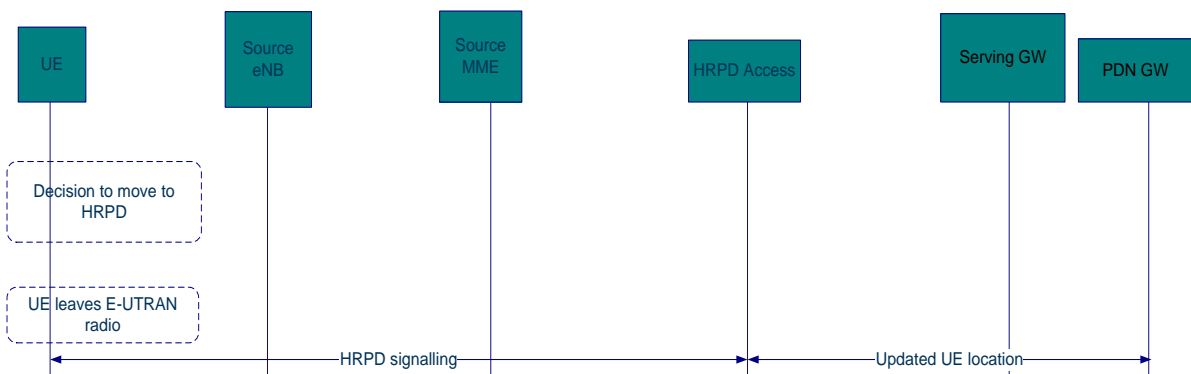 UE
Source
eNB
Source
MME
HRPD Access
Serving GW
PDN GW
Decision to move to
HRPD
UE leaves E-UTRAN
radio
HRPD signalling
Updated UE location